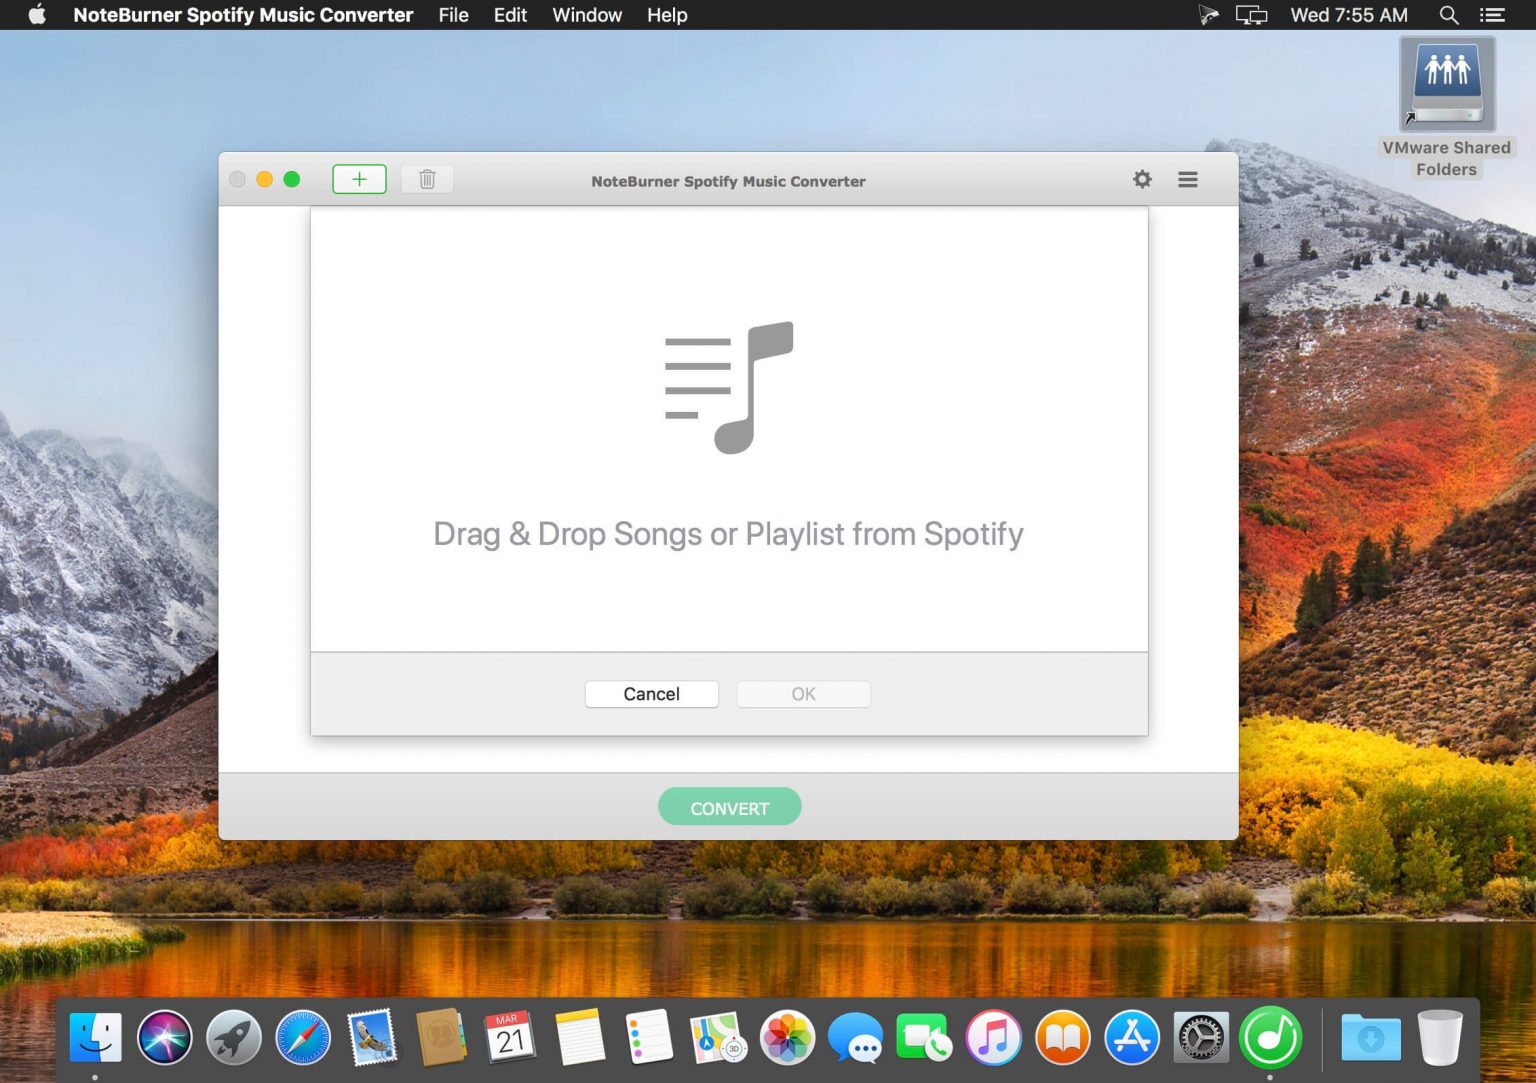 NoteBurner Spotify Music Converter File Edit Window Help Wed 7:55 AM
VMware Shared
Folders
NoteBurner Spotify Music Converter
Drag & Drop Songs or Playlist from Spotify
Cancel OK
CONVERT
MAR
21
3D